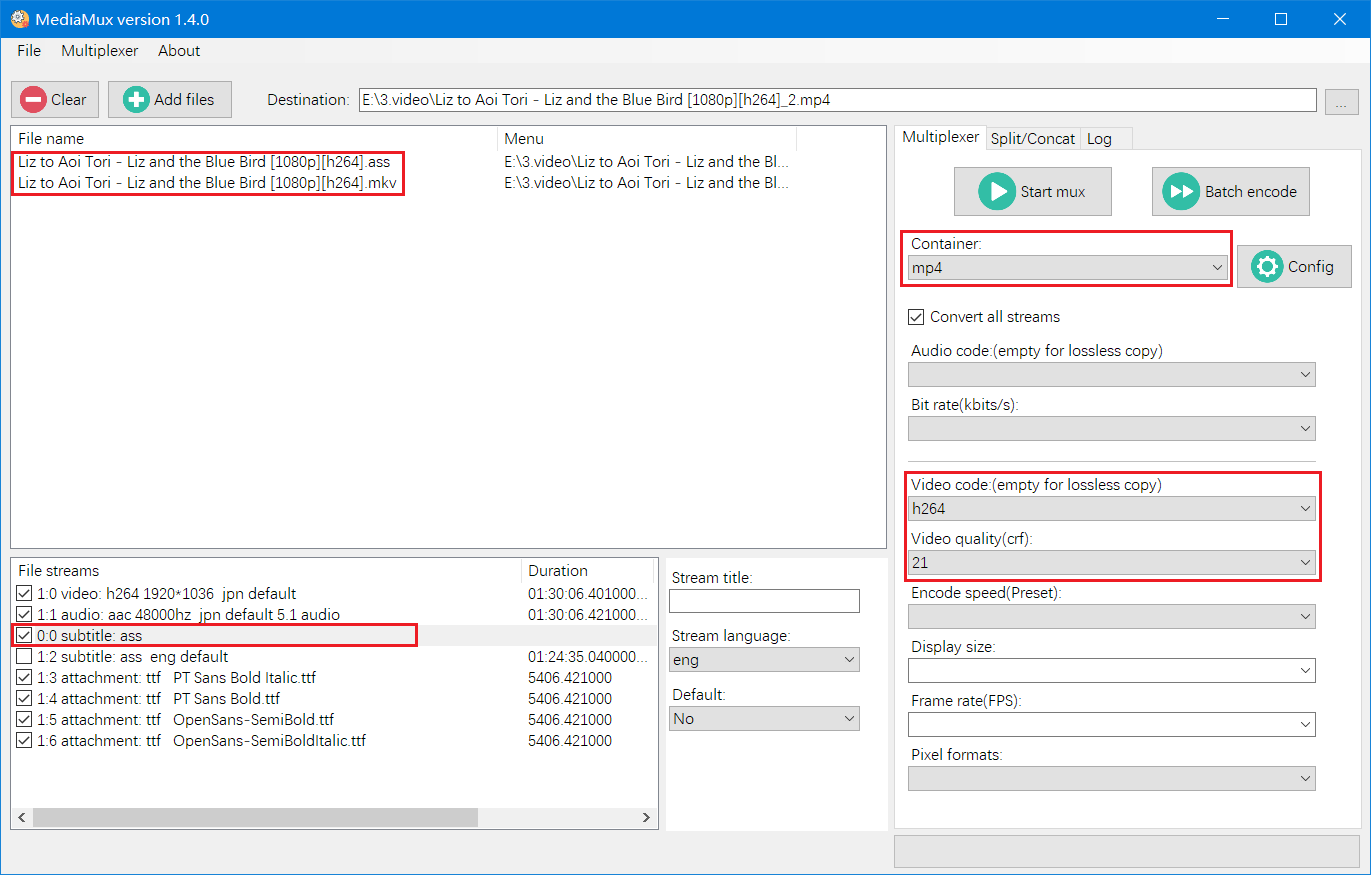 MediaMux version 1.4.0
File Multiplexer About
Clear Add files Destination: E:\3.video\Liz to Aoi Tori - Liz and the Blue Bird [1080p][h264]_2.mp4 ...
File name Menu
Liz to Aoi Tori - Liz and the Blue Bird [1080p][h264].ass E:\3.video\Liz to Aoi Tori - Liz and the Bl...
Liz to Aoi Tori - Liz and the Blue Bird [1080p][h264].mkv E:\3.video\Liz to Aoi Tori - Liz and the Bl...
Multiplexer Split/Concat Log
Start mux Batch encode
Container:
mp4
Config
Convert all streams
Audio code:(empty for lossless copy)
Bit rate(kbits/s):
Video code:(empty for lossless copy)
h264
Video quality(crf):
21
Encode speed(Preset):
Display size:
Frame rate(FPS):
Pixel formats:
File streams Duration
1:0 video: h264 1920*1036 jpn default 01:30:06.401000...
1:1 audio: aac 48000hz jpn default 5.1 audio 01:30:06.421000...
0:0 subtitle: ass
1:2 subtitle: ass eng default 01:24:35.040000...
1:3 attachment: ttf PT Sans Bold Italic.ttf 5406.421000
1:4 attachment: ttf PT Sans Bold.ttf 5406.421000
1:5 attachment: ttf OpenSans-SemiBold.ttf 5406.421000
1:6 attachment: ttf OpenSans-SemiBoldItalic.ttf 5406.421000
Stream title:
Stream language:
eng
Default:
No